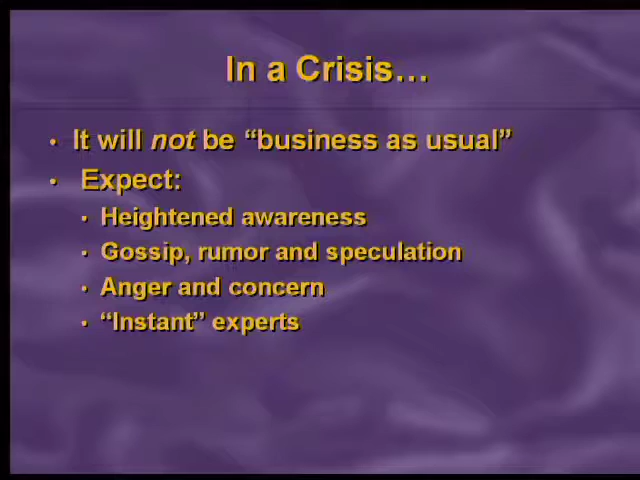 In a Crisis…
• It will not be “business as usual”
• Expect:
• Heightened awareness
• Gossip, rumor and speculation
• Anger and concern
• “Instant” experts